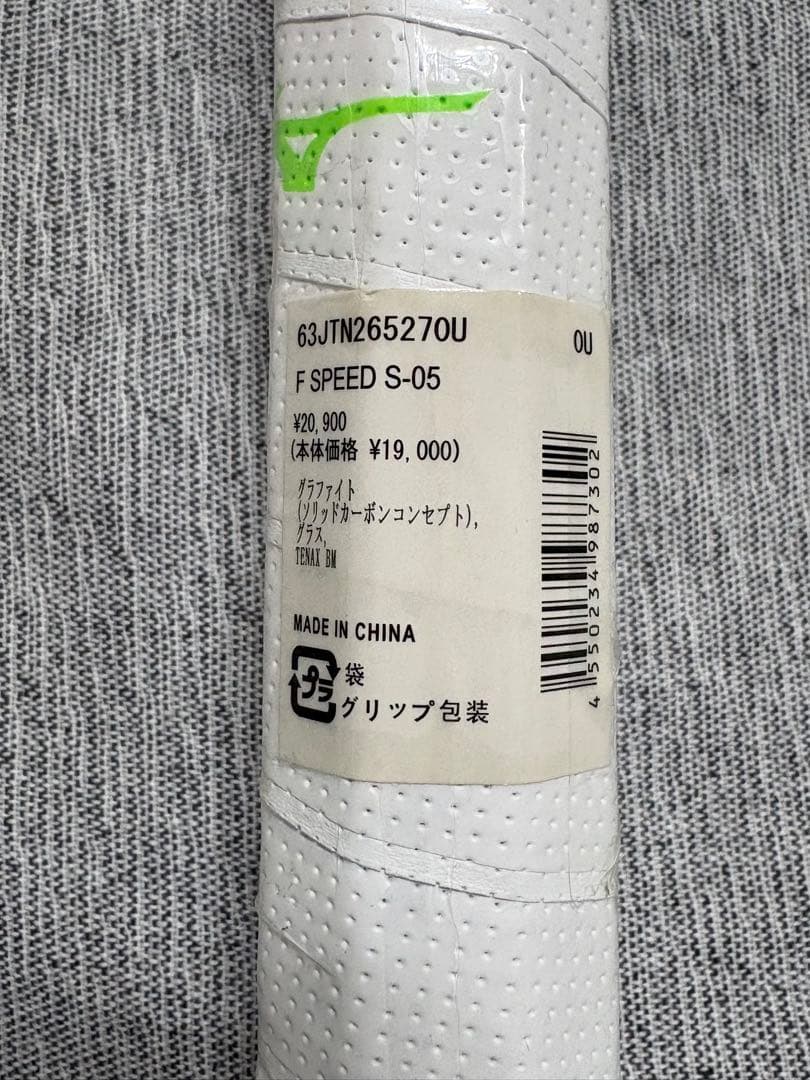 63JTN265270U
0U
F SPEED S-05
¥20,900
(本体価格 ¥19,000)
グラファイト
(ソリッドカーボンコンセプト),
グラス,
TENAX BM
MADE IN CHINA
プラ
袋
グリップ包装
4550234987302